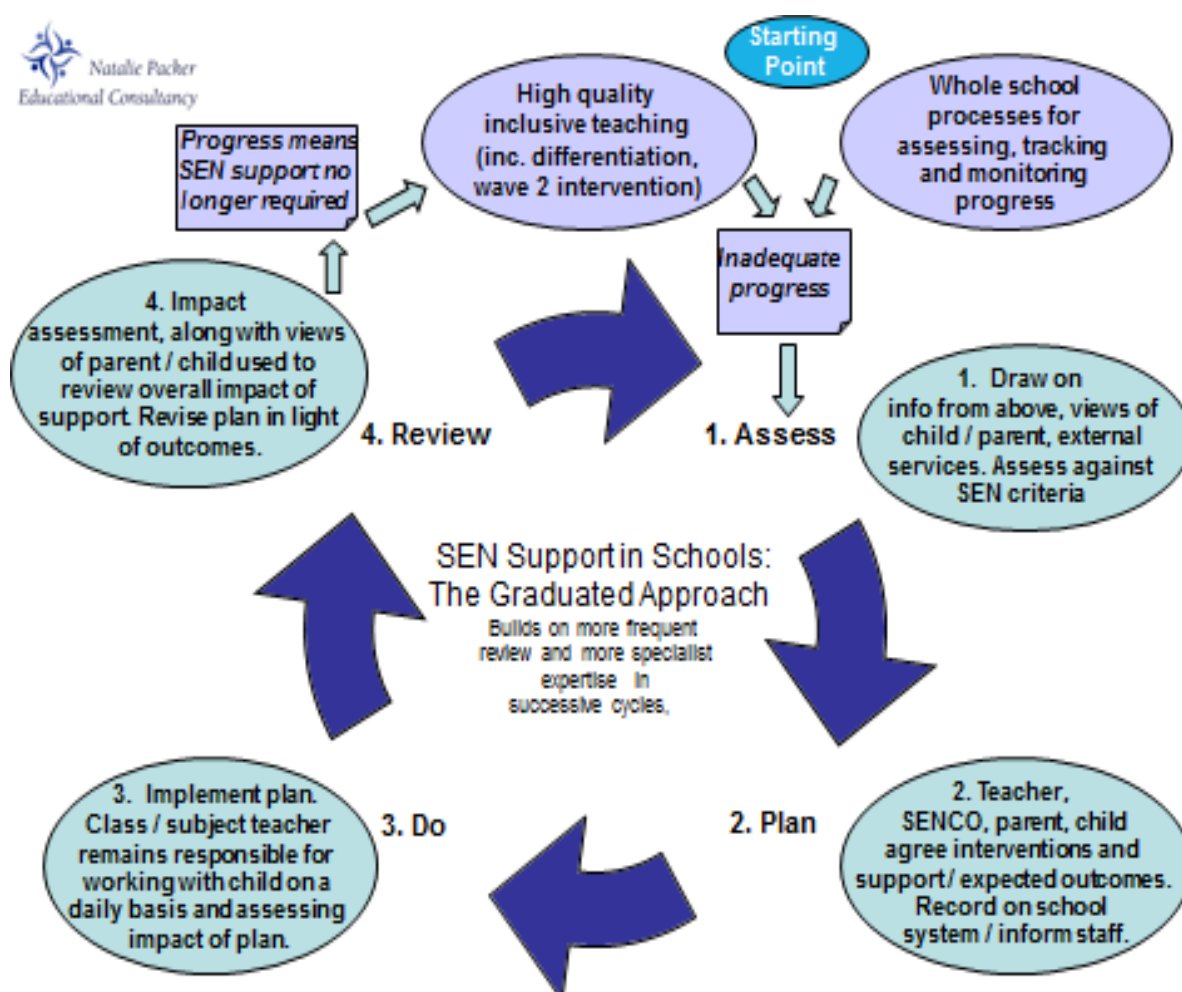 Natalie Packer
Educational Consultancy
Starting
Point
High quality
inclusive teaching
(inc. differentiation,
wave 2 intervention)
Whole school
processes for
assessing, tracking
and monitoring
progress
Progress means
SEN support no
longer required
Inadequate
progress
4. Impact
assessment, along with views
of parent / child used to
review overall impact of
support. Revise plan in light
of outcomes.
4. Review
1. Assess
1. Draw on
info from above, views of
child / parent, external
services. Assess against
SEN criteria
SEN Support in Schools:
The Graduated Approach
Builds on more frequent
review and more specialist
expertise in
successive cycles,
3. Implement plan.
Class / subject teacher
remains responsible for
working with child on a
daily basis and assessing
impact of plan.
3. Do
2. Plan
2. Teacher,
SENCO, parent, child
agree interventions and
support / expected outcomes.
Record on school
system / inform staff.